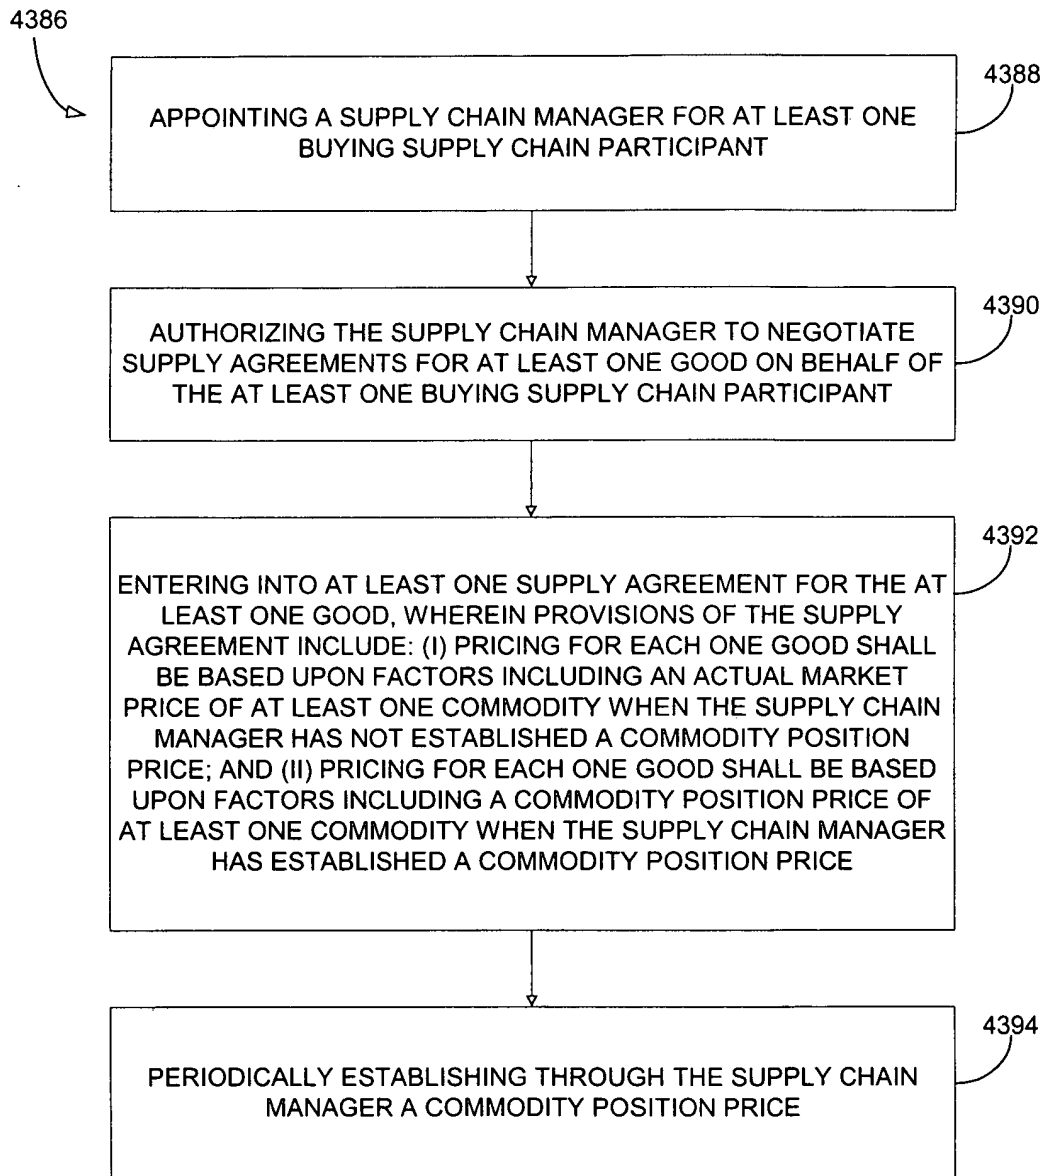 4386
4388
APPOINTING A SUPPLY CHAIN MANAGER FOR AT LEAST ONE
BUYING SUPPLY CHAIN PARTICIPANT
4390
AUTHORIZING THE SUPPLY CHAIN MANAGER TO NEGOTIATE
SUPPLY AGREEMENTS FOR AT LEAST ONE GOOD ON BEHALF OF
THE AT LEAST ONE BUYING SUPPLY CHAIN PARTICIPANT
4392
ENTERING INTO AT LEAST ONE SUPPLY AGREEMENT FOR THE AT
LEAST ONE GOOD, WHEREIN PROVISIONS OF THE SUPPLY
AGREEMENT INCLUDE: (I) PRICING FOR EACH ONE GOOD SHALL
BE BASED UPON FACTORS INCLUDING AN ACTUAL MARKET
PRICE OF AT LEAST ONE COMMODITY WHEN THE SUPPLY CHAIN
MANAGER HAS NOT ESTABLISHED A COMMODITY POSITION
PRICE; AND (II) PRICING FOR EACH ONE GOOD SHALL BE BASED
UPON FACTORS INCLUDING A COMMODITY POSITION PRICE OF
AT LEAST ONE COMMODITY WHEN THE SUPPLY CHAIN MANAGER
HAS ESTABLISHED A COMMODITY POSITION PRICE
4394
PERIODICALLY ESTABLISHING THROUGH THE SUPPLY CHAIN
MANAGER A COMMODITY POSITION PRICE